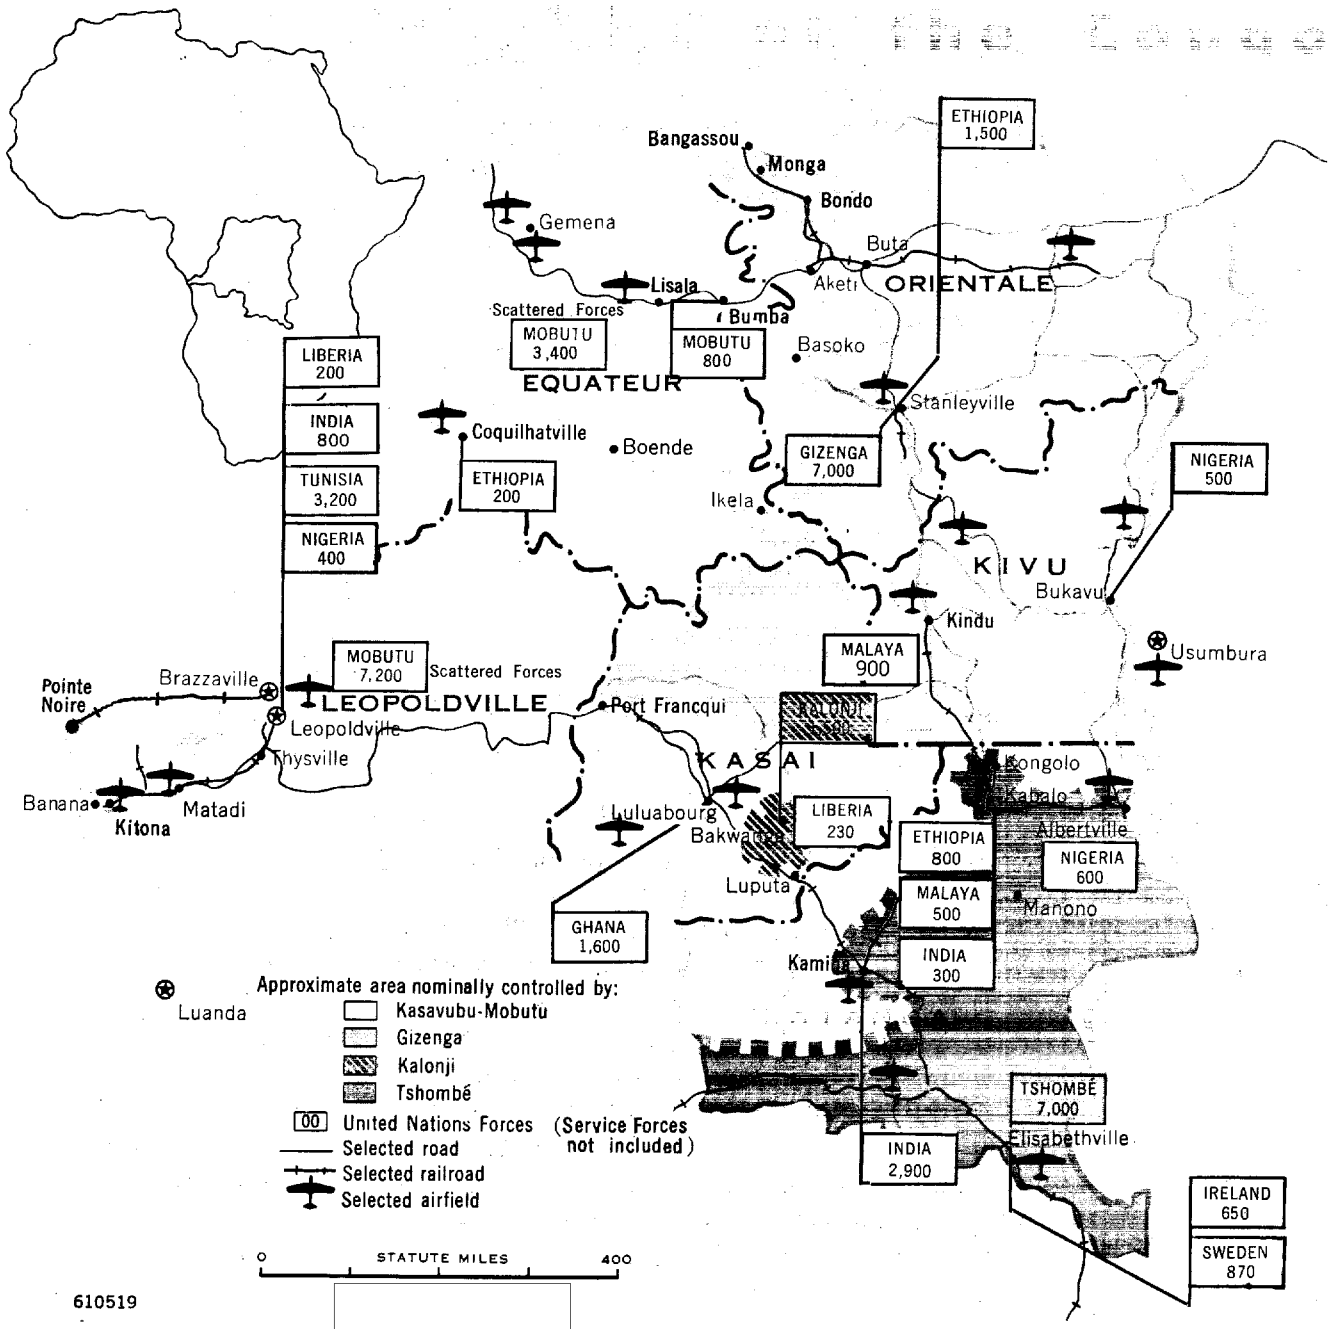 the Congo
ETHIOPIA
1,500
Bangassou
Monga
Bondo
Gemena
Buta
Lisala
Aketi
ORIENTALE
Scattered Forces
Bumba
MOBUTU
3,400
MOBUTU
800
Basoko
LIBERIA
200
EQUATEUR
Stanleyville
INDIA
800
Coquilhatville
Boende
GIZENGA
7,000
NIGERIA
500
TUNISIA
3,200
ETHIOPIA
200
Ikela
NIGERIA
400
KIVU
Bukavu
Kindu
MALAYA
900
Usumbura
MOBUTU
7,200
Scattered Forces
Brazzaville
Pointe
Noire
LEOPOLDVILLE
Port Francqui
KALONJI
Leopoldville
Thysville
KASAI
Kongolo
Kabalo
Banana
Kitona
Matadi
Luluabourg
Bakwanga
LIBERIA
230
Albertville
ETHIOPIA
800
NIGERIA
600
Luputa
MALAYA
500
Manono
GHANA
1,600
INDIA
300
Kamina
Luanda
Approximate area nominally controlled by:
Kasavubu-Mobutu
Gizenga
Kalonji
Tshombé
00 United Nations Forces (Service Forces
not included)
Selected road
Selected railroad
Selected airfield
TSHOMBÉ
7,000
Elisabethville
INDIA
2,900
IRELAND
650
SWEDEN
870
0 STATUTE MILES 400
610519